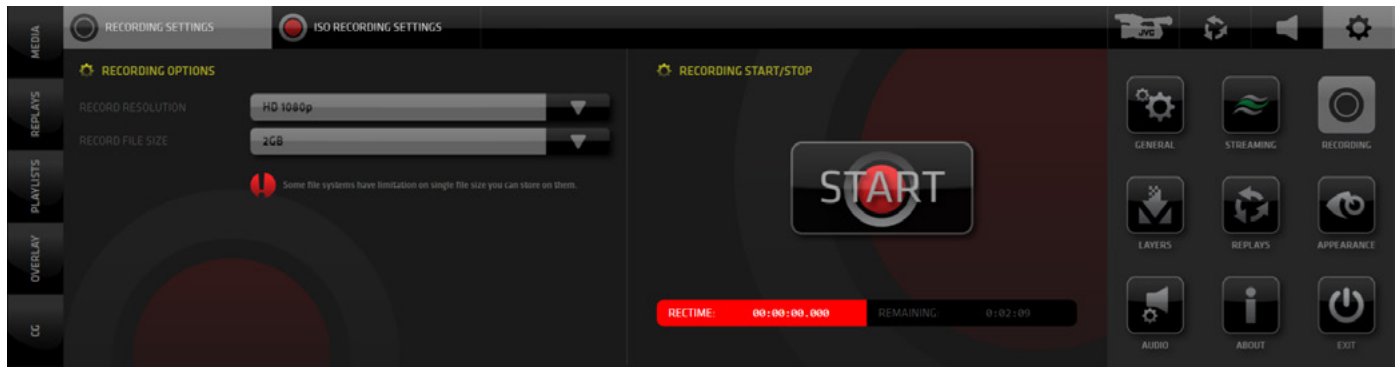 MEDIA
REPLAYS
PLAYLISTS
OVERLAY
CG
RECORDING SETTINGS
ISO RECORDING SETTINGS
RECORDING OPTIONS
RECORD RESOLUTION HD 1080p
RECORD FILE SIZE 2GB
Some file systems have limitation on single file size you can store on them.
RECORDING START/STOP
START
RECTIME: 00:00:00.000 REMAINING: 0:02:09
JVC
GENERAL STREAMING RECORDING
LAYERS REPLAYS APPEARANCE
AUDIO ABOUT EXIT